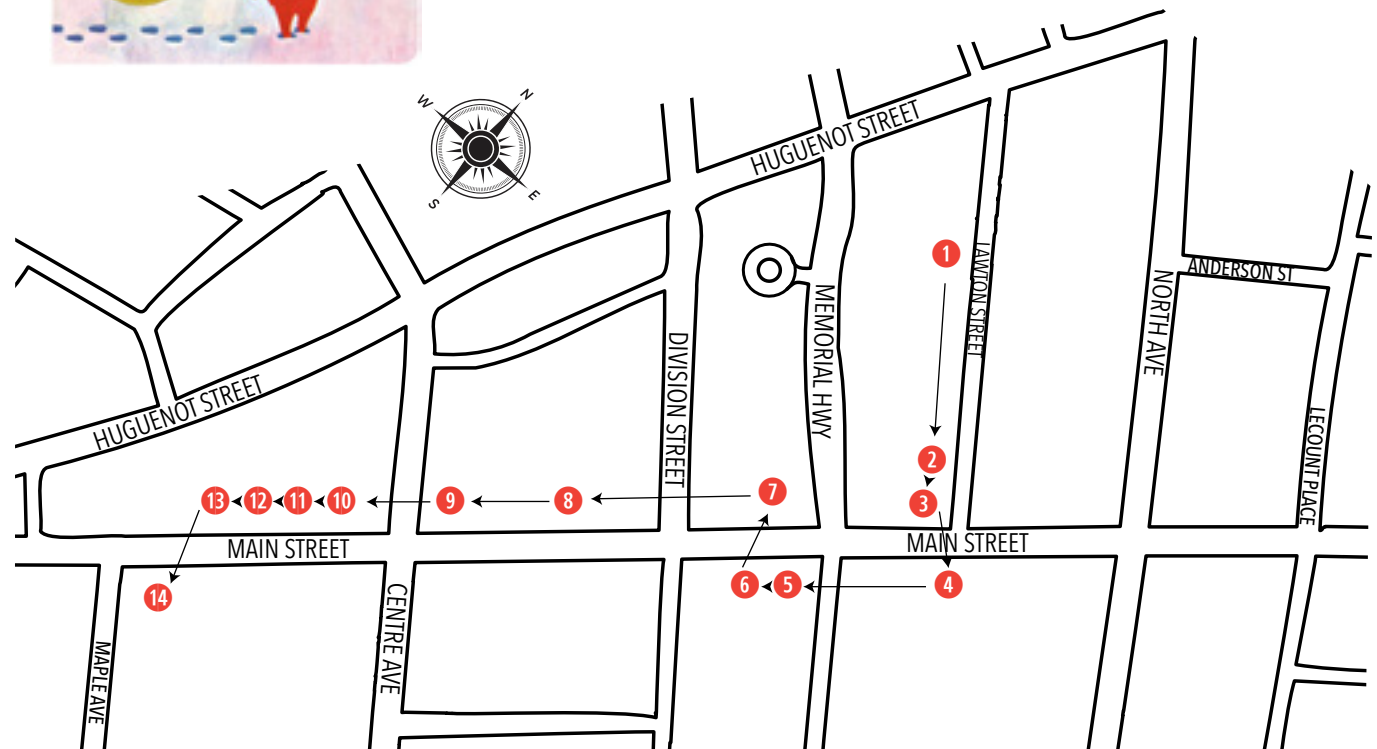 W
N
S
E
HUGUENOT STREET
1
LAWTON STREET
ANDERSON ST
NORTH AVE
MEMORIAL HWY
DIVISION STREET
HUGUENOT STREET
LECOUNT PLACE
2
3
7
8
9
10
11
12
13
MAIN STREET
MAIN STREET
4
5
6
14
CENTRE AVE
MAPLE AVE